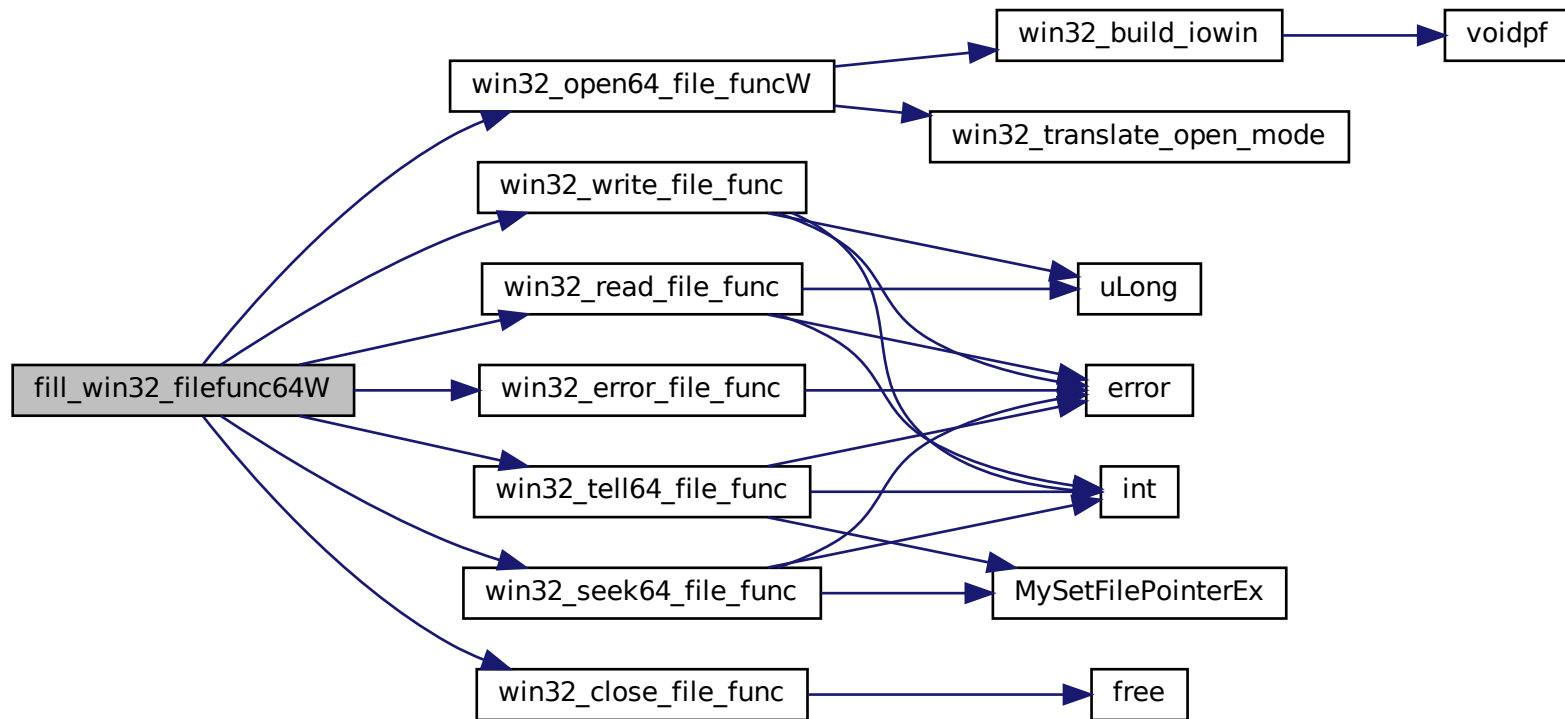 win32_build_iowin
voidpf
win32_open64_file_funcW
win32_translate_open_mode
win32_write_file_func
win32_read_file_func
uLong
fill_win32_filefunc64W
win32_error_file_func
error
win32_tell64_file_func
int
win32_seek64_file_func
MySetFilePointerEx
win32_close_file_func
free